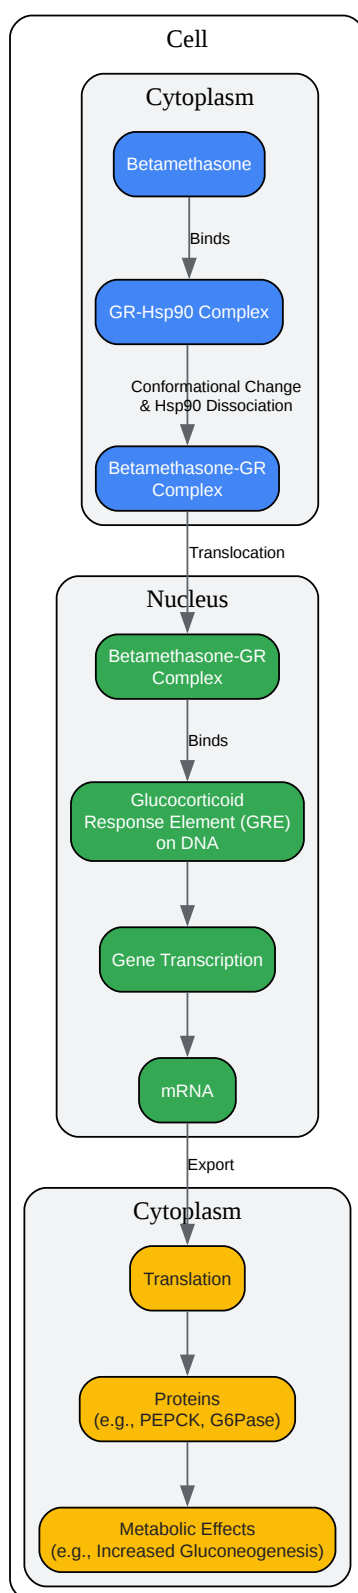 Cell
Cytoplasm
Betamethasone
Binds
GR-Hsp90 Complex
Conformational Change
& Hsp90 Dissociation
Betamethasone-GR
Complex
Translocation
Nucleus
Betamethasone-GR
Complex
Binds
Glucocorticoid
Response Element (GRE)
on DNA
Gene Transcription
mRNA
Export
Cytoplasm
Translation
Proteins
(e.g., PEPCK, G6Pase)
Metabolic Effects
(e.g., Increased Gluconeogenesis)